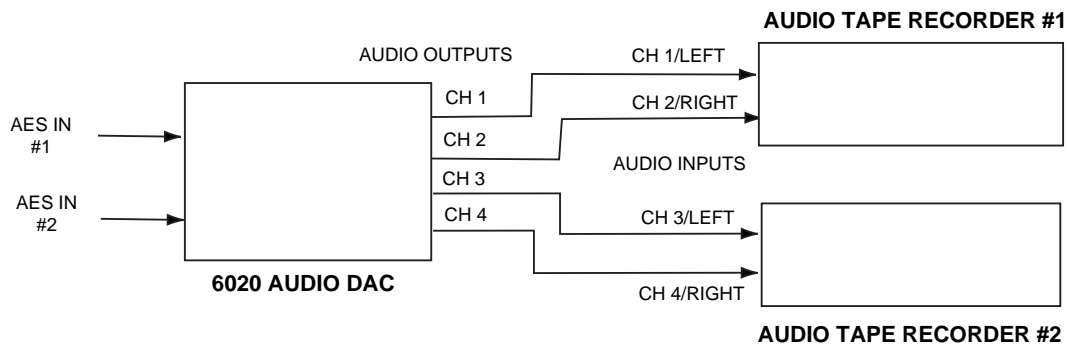 AUDIO TAPE RECORDER #1
AUDIO OUTPUTS
CH 1/LEFT
CH 1
CH 2/RIGHT
AES IN
#1
CH 2
AUDIO INPUTS
CH 3
AES IN
#2
CH 4
CH 3/LEFT
6020 AUDIO DAC
CH 4/RIGHT
AUDIO TAPE RECORDER #2